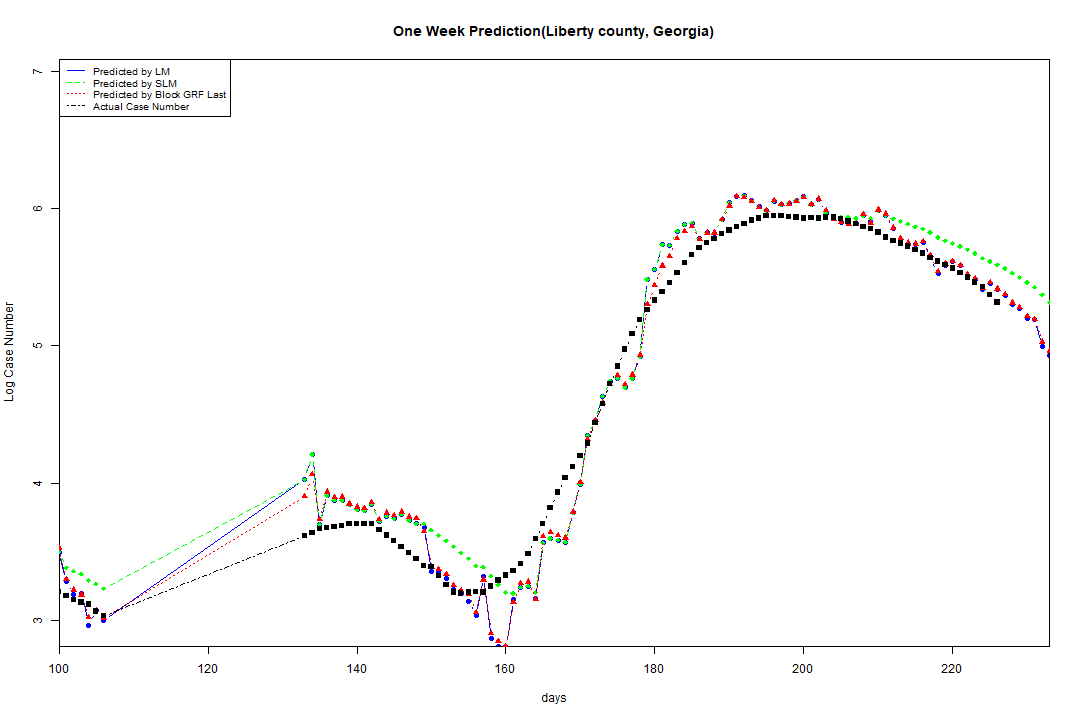 One Week Prediction(Liberty county, Georgia)
Predicted by LM
Predicted by SLM
Predicted by Block GRF Last
Actual Case Number
7
6
5
4
3
Log Case Number
100 120 140 160 180 200 220
days